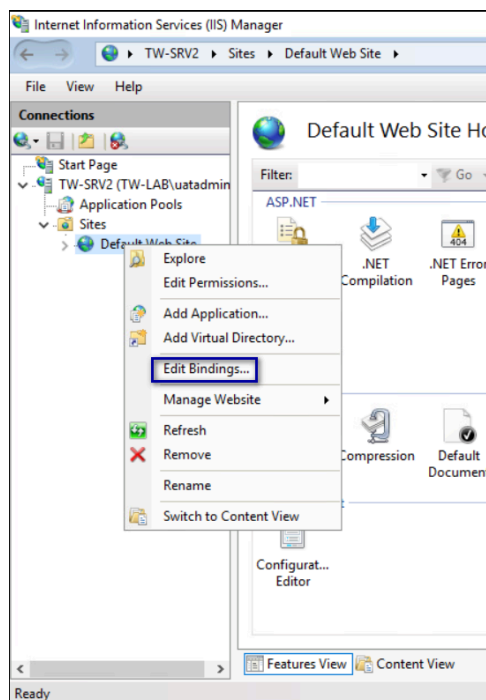 Internet Information Services (IIS) Manager
TW-SRV2 Sites Default Web Site
File View Help
Connections
Start Page
TW-SRV2 (TW-LAB\uatadmin
Application Pools
Sites
Default Web Site
Default Web Site Ho
Filter: Go
ASP.NET
.NET Compilation
.NET Error Pages
404
Explore
Edit Permissions...
Add Application...
Add Virtual Directory...
Edit Bindings...
Manage Website
Refresh
Remove
Rename
Switch to Content View
Compression
Default
Documen
Configurat...
Editor
Features View Content View
Ready